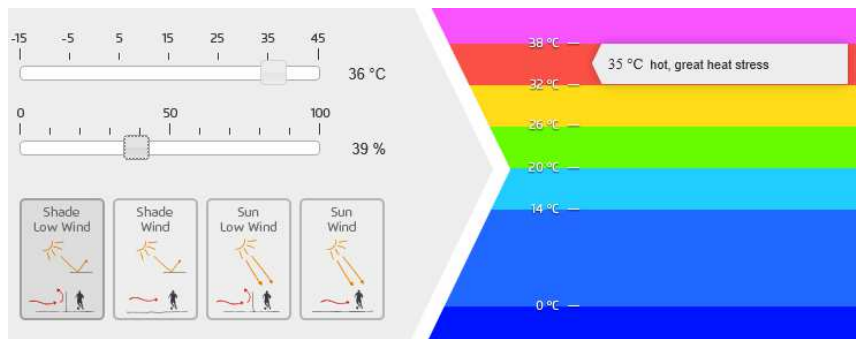 -15 -5 5 15 25 35 45
36 °C
0 50 100
39 %
Shade
Low Wind
Shade
Wind
Sun
Low Wind
Sun
Wind
38 °C
35 °C hot, great heat stress
32 °C
26 °C
20 °C
14 °C
0 °C